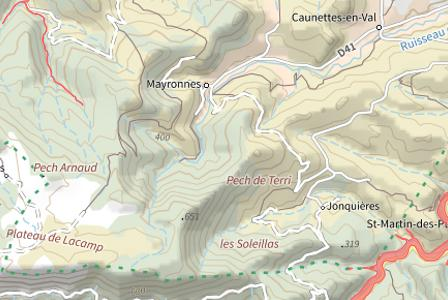 Caunettes-en-Val
D41
Ruisseau
Mayronnes
400
Pech Arnaud
Pech de Terri
651
Jonquières
St-Martin-des-P
Plateau de Lacamp
les Soleillas
319